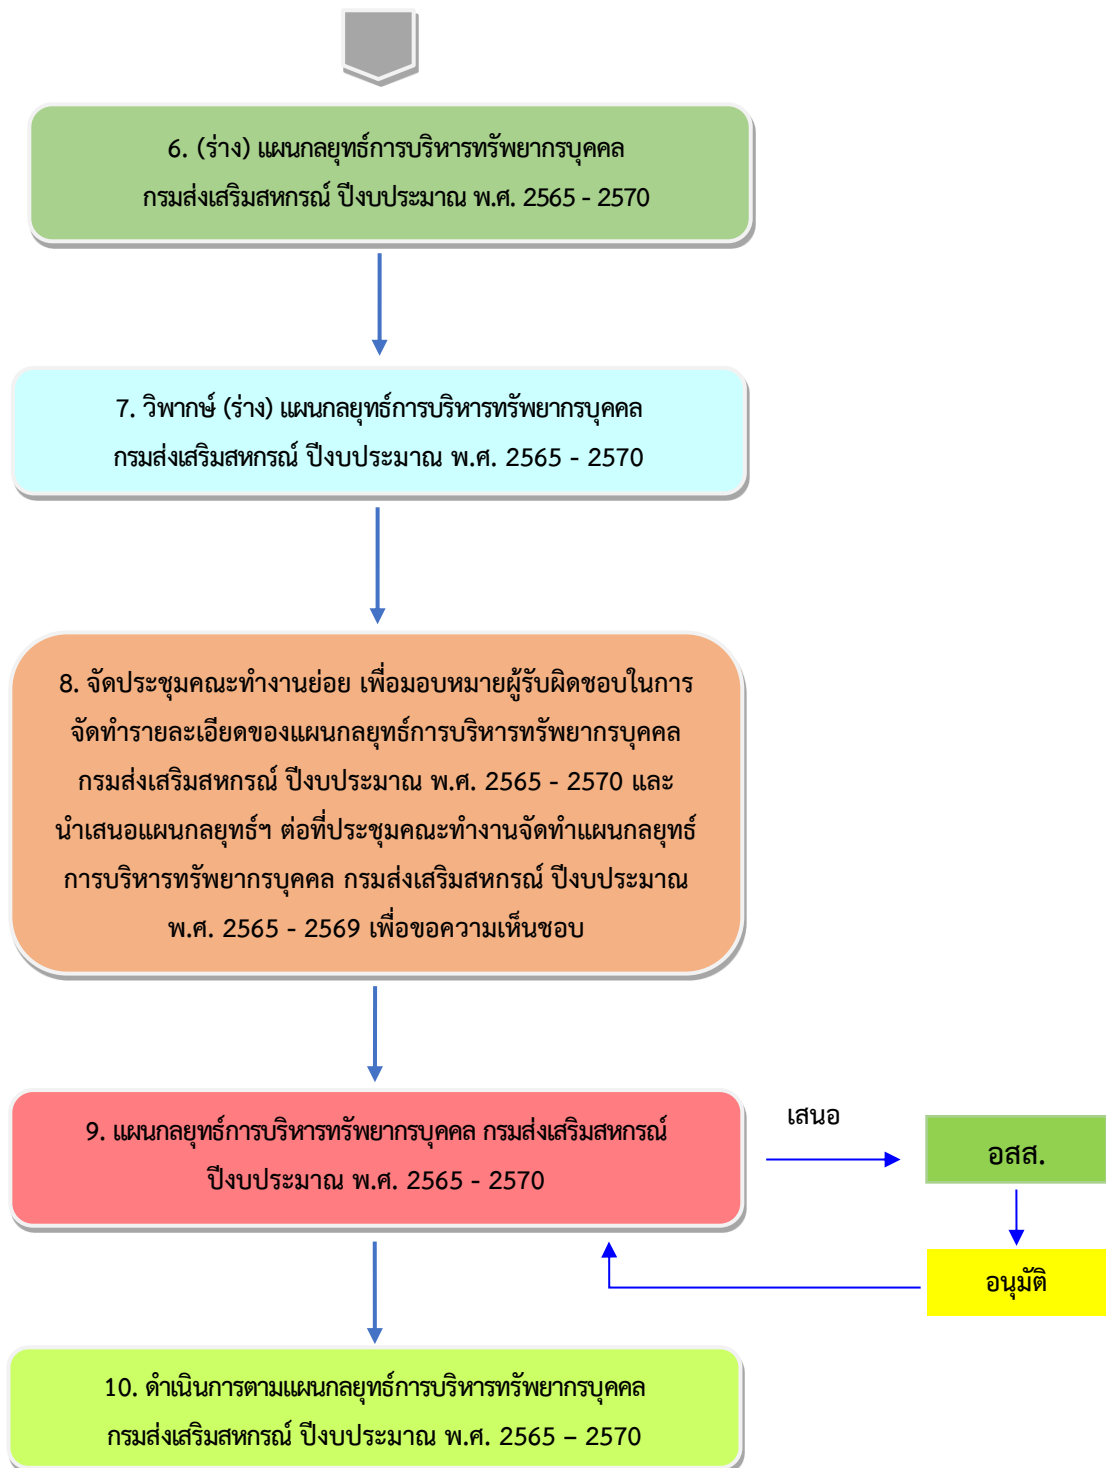 6. (ร่าง) แผนกลยุทธ์การบริหารทรัพยากรบุคคล
กรมส่งเสริมสหกรณ์ ปีงบประมาณ พ.ศ. 2565 - 2570
7. วิพากษ์ (ร่าง) แผนกลยุทธ์การบริหารทรัพยากรบุคคล
กรมส่งเสริมสหกรณ์ ปีงบประมาณ พ.ศ. 2565 - 2570
8. จัดประชุมคณะทำงานย่อย เพื่อมอบหมายผู้รับผิดชอบในการ
จัดทำรายละเอียดของแผนกลยุทธ์การบริหารทรัพยากรบุคคล
กรมส่งเสริมสหกรณ์ ปีงบประมาณ พ.ศ. 2565 - 2570 และ
นำเสนอแผนกลยุทธ์ฯ ต่อที่ประชุมคณะทำงานจัดทำแผนกลยุทธ์
การบริหารทรัพยากรบุคคล กรมส่งเสริมสหกรณ์ ปีงบประมาณ
พ.ศ. 2565 - 2569 เพื่อขอความเห็นชอบ
9. แผนกลยุทธ์การบริหารทรัพยากรบุคคล กรมส่งเสริมสหกรณ์
ปีงบประมาณ พ.ศ. 2565 - 2570
เสนอ
อสส.
อนุมัติ
10. ดำเนินการตามแผนกลยุทธ์การบริหารทรัพยากรบุคคล
กรมส่งเสริมสหกรณ์ ปีงบประมาณ พ.ศ. 2565 – 2570